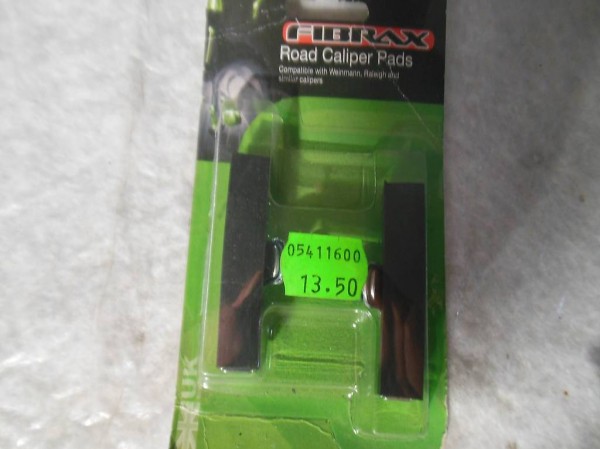 FIBRAX
Road Caliper Pads
Compatible with Weinmann, Raleigh and
similar calipers
05411600
13.50
UK